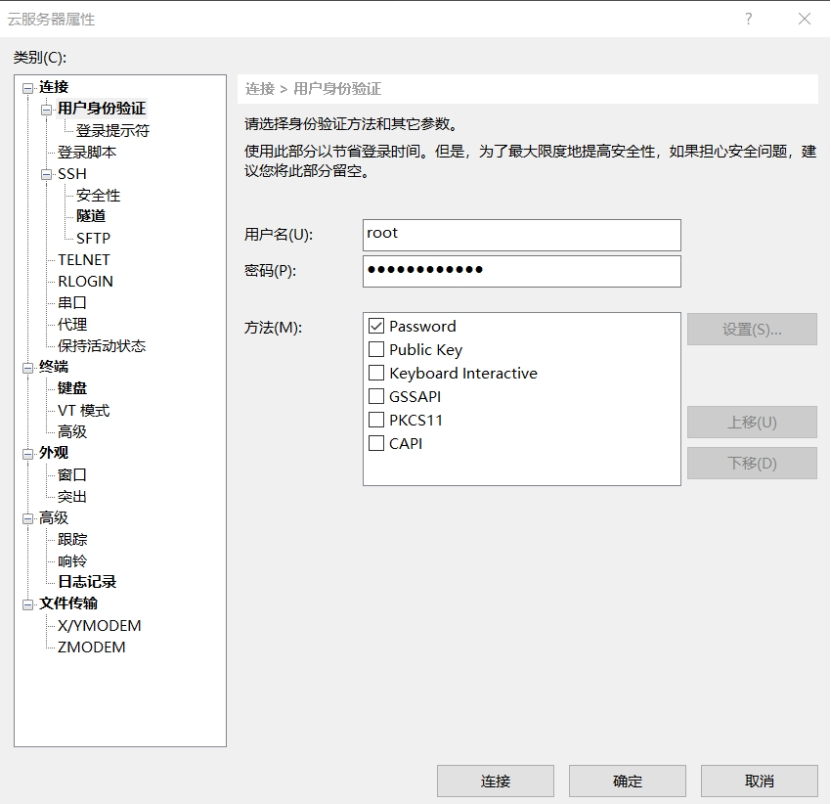 云服务器属性
类别(C):
连接
用户身份验证
登录提示符
登录脚本
SSH
安全性
隧道
SFTP
TELNET
RLOGIN
串口
代理
保持活动状态
终端
键盘
VT 模式
高级
外观
窗口
突出
高级
跟踪
响铃
日志记录
文件传输
X/YMODEM
ZMODEM
连接 > 用户身份验证
请选择身份验证方法和其它参数。
使用此部分以节省登录时间。但是，为了最大限度地提高安全性，如果担心安全问题，建
议您将此部分留空。
用户名(U): root
密码(P): ●●●●●●●●●●●●
方法(M):
Password
Public Key
Keyboard Interactive
GSSAPI
PKCS11
CAPI
设置(S)...
上移(U)
下移(D)
连接 确定 取消